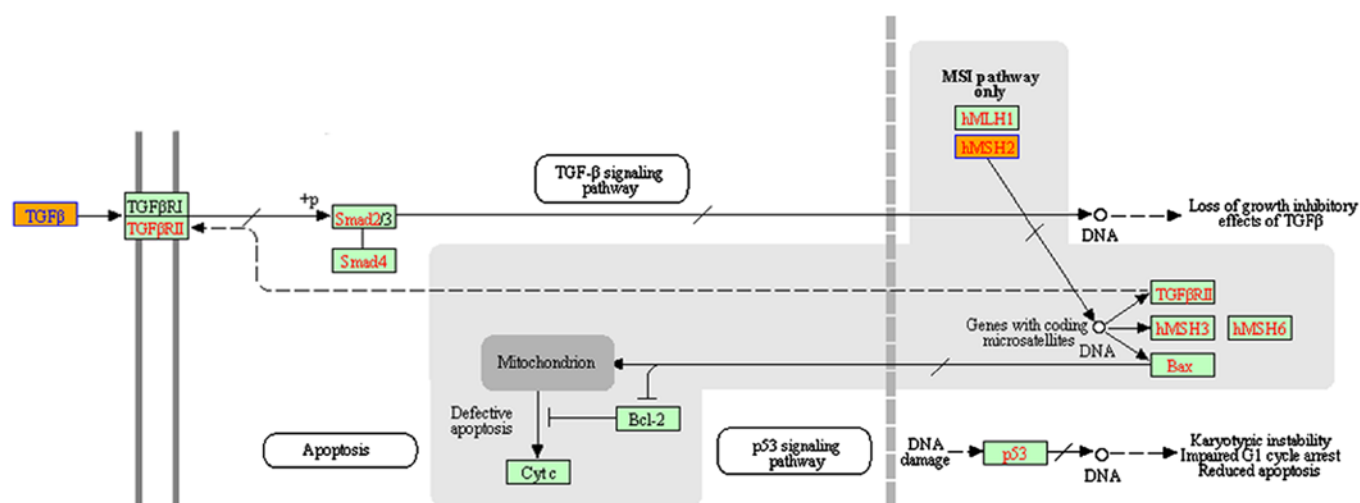 MSI pathway
only
hMLH1
hMSH2
TGF-β signaling
pathway
TGFβ
TGFβRI
TGFβRII
+p
Smad2/3
Smad4
DNA
Loss of growth inhibitory
effects of TGFβ
TGFβRII
Genes with coding
microsatellites
DNA
hMSH3
hMSH6
Bax
Mitochondrion
Defective
apoptosis
Bcl-2
Cyt c
Apoptosis
p53 signaling
pathway
DNA
damage
p53
DNA
Karyotypic instability
Impaired G1 cycle arrest
Reduced apoptosis